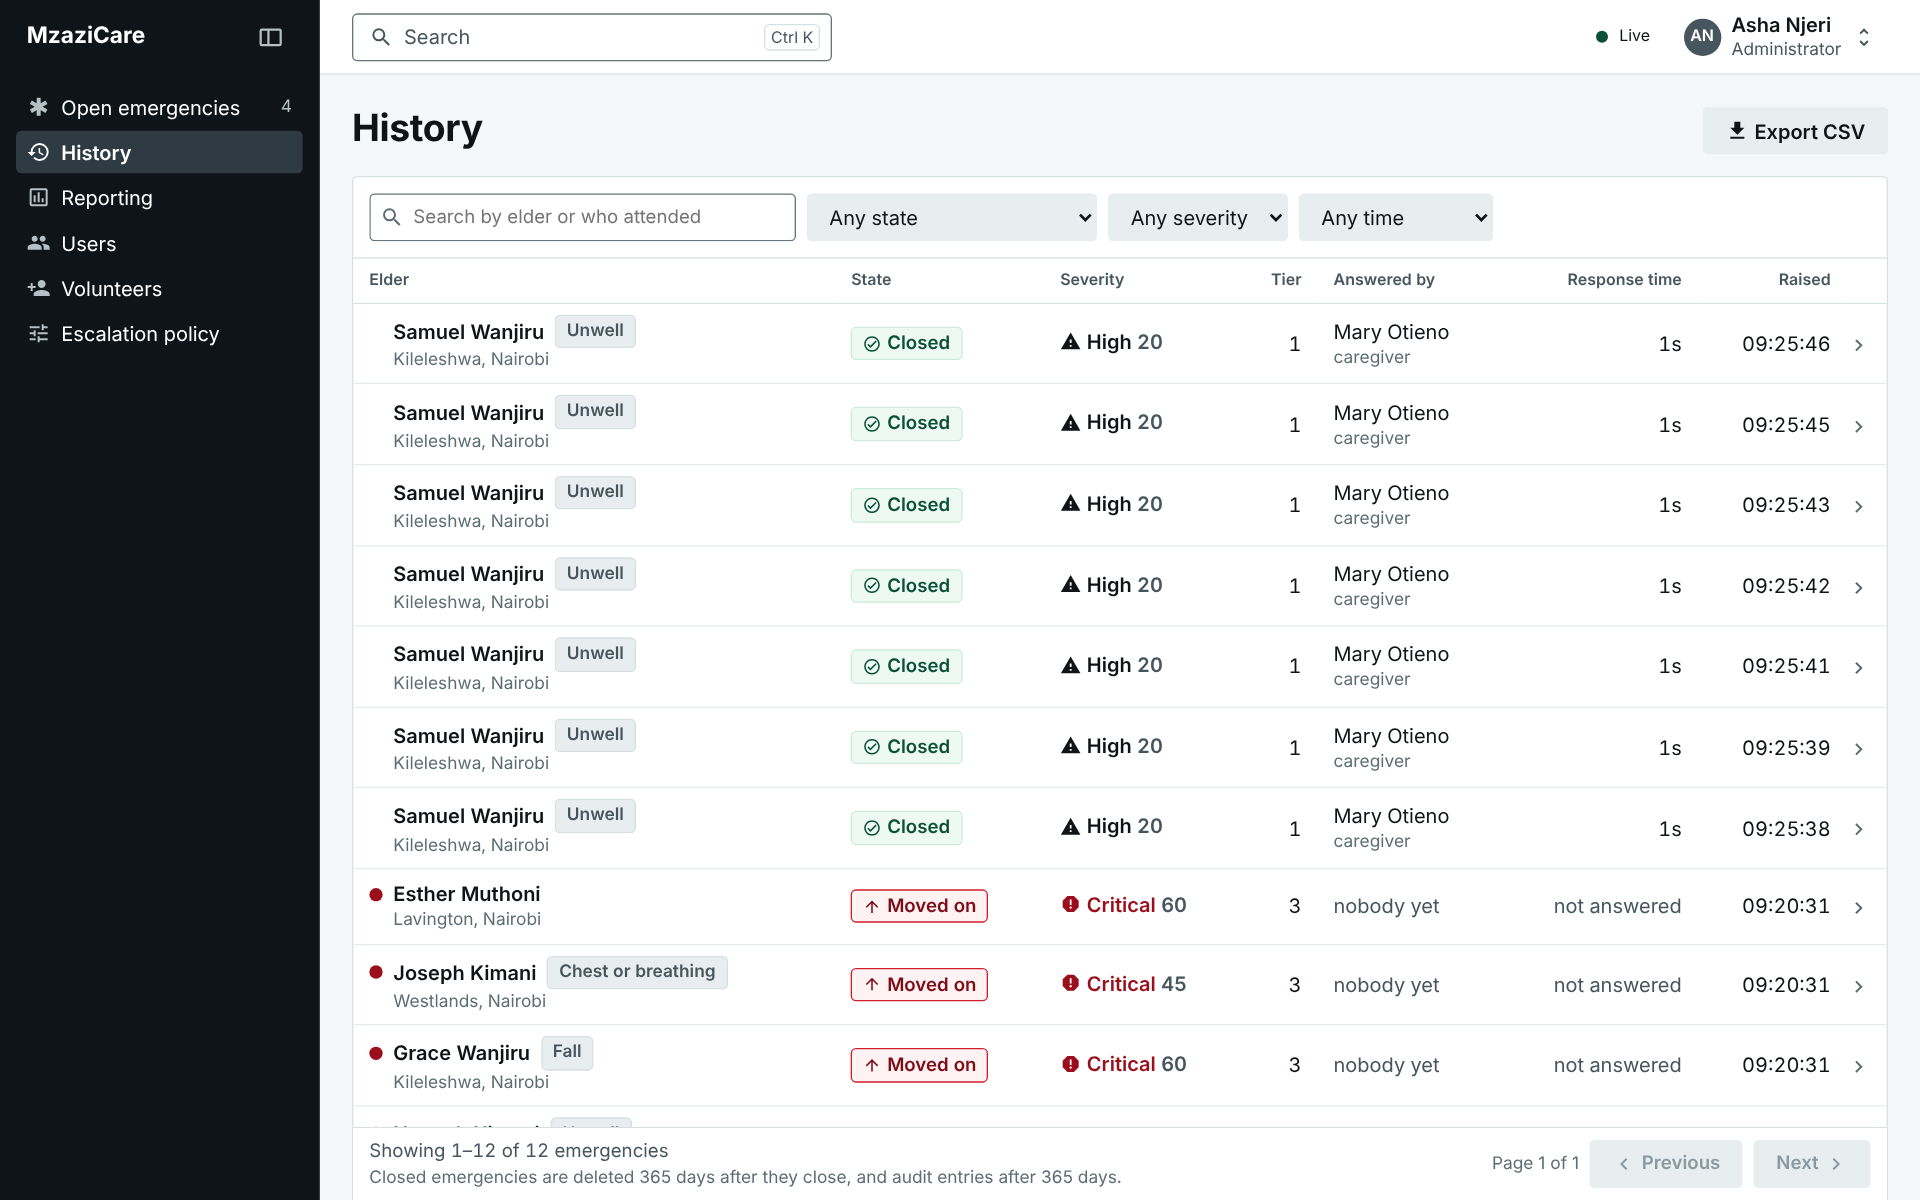 MzaziCare
Search
Ctrl K
Live
AN
Asha Njeri
Administrator
Open emergencies 4
History
Reporting
Users
Volunteers
Escalation policy
History
Export CSV
Search by elder or who attended
Any state
Any severity
Any time
Elder State Severity Tier Answered by Response time Raised
Samuel Wanjiru Unwell Closed High 20 1 Mary Otieno 1s 09:25:46
Kileleshwa, Nairobi caregiver
Samuel Wanjiru Unwell Closed High 20 1 Mary Otieno 1s 09:25:45
Kileleshwa, Nairobi caregiver
Samuel Wanjiru Unwell Closed High 20 1 Mary Otieno 1s 09:25:43
Kileleshwa, Nairobi caregiver
Samuel Wanjiru Unwell Closed High 20 1 Mary Otieno 1s 09:25:42
Kileleshwa, Nairobi caregiver
Samuel Wanjiru Unwell Closed High 20 1 Mary Otieno 1s 09:25:41
Kileleshwa, Nairobi caregiver
Samuel Wanjiru Unwell Closed High 20 1 Mary Otieno 1s 09:25:39
Kileleshwa, Nairobi caregiver
Samuel Wanjiru Unwell Closed High 20 1 Mary Otieno 1s 09:25:38
Kileleshwa, Nairobi caregiver
Esther Muthoni Moved on Critical 60 3 nobody yet not answered 09:20:31
Lavington, Nairobi
Joseph Kimani Chest or breathing Moved on Critical 45 3 nobody yet not answered 09:20:31
Westlands, Nairobi
Grace Wanjiru Fall Moved on Critical 60 3 nobody yet not answered 09:20:31
Kileleshwa, Nairobi
Showing 1–12 of 12 emergencies
Closed emergencies are deleted 365 days after they close, and audit entries after 365 days.
Page 1 of 1
Previous
Next